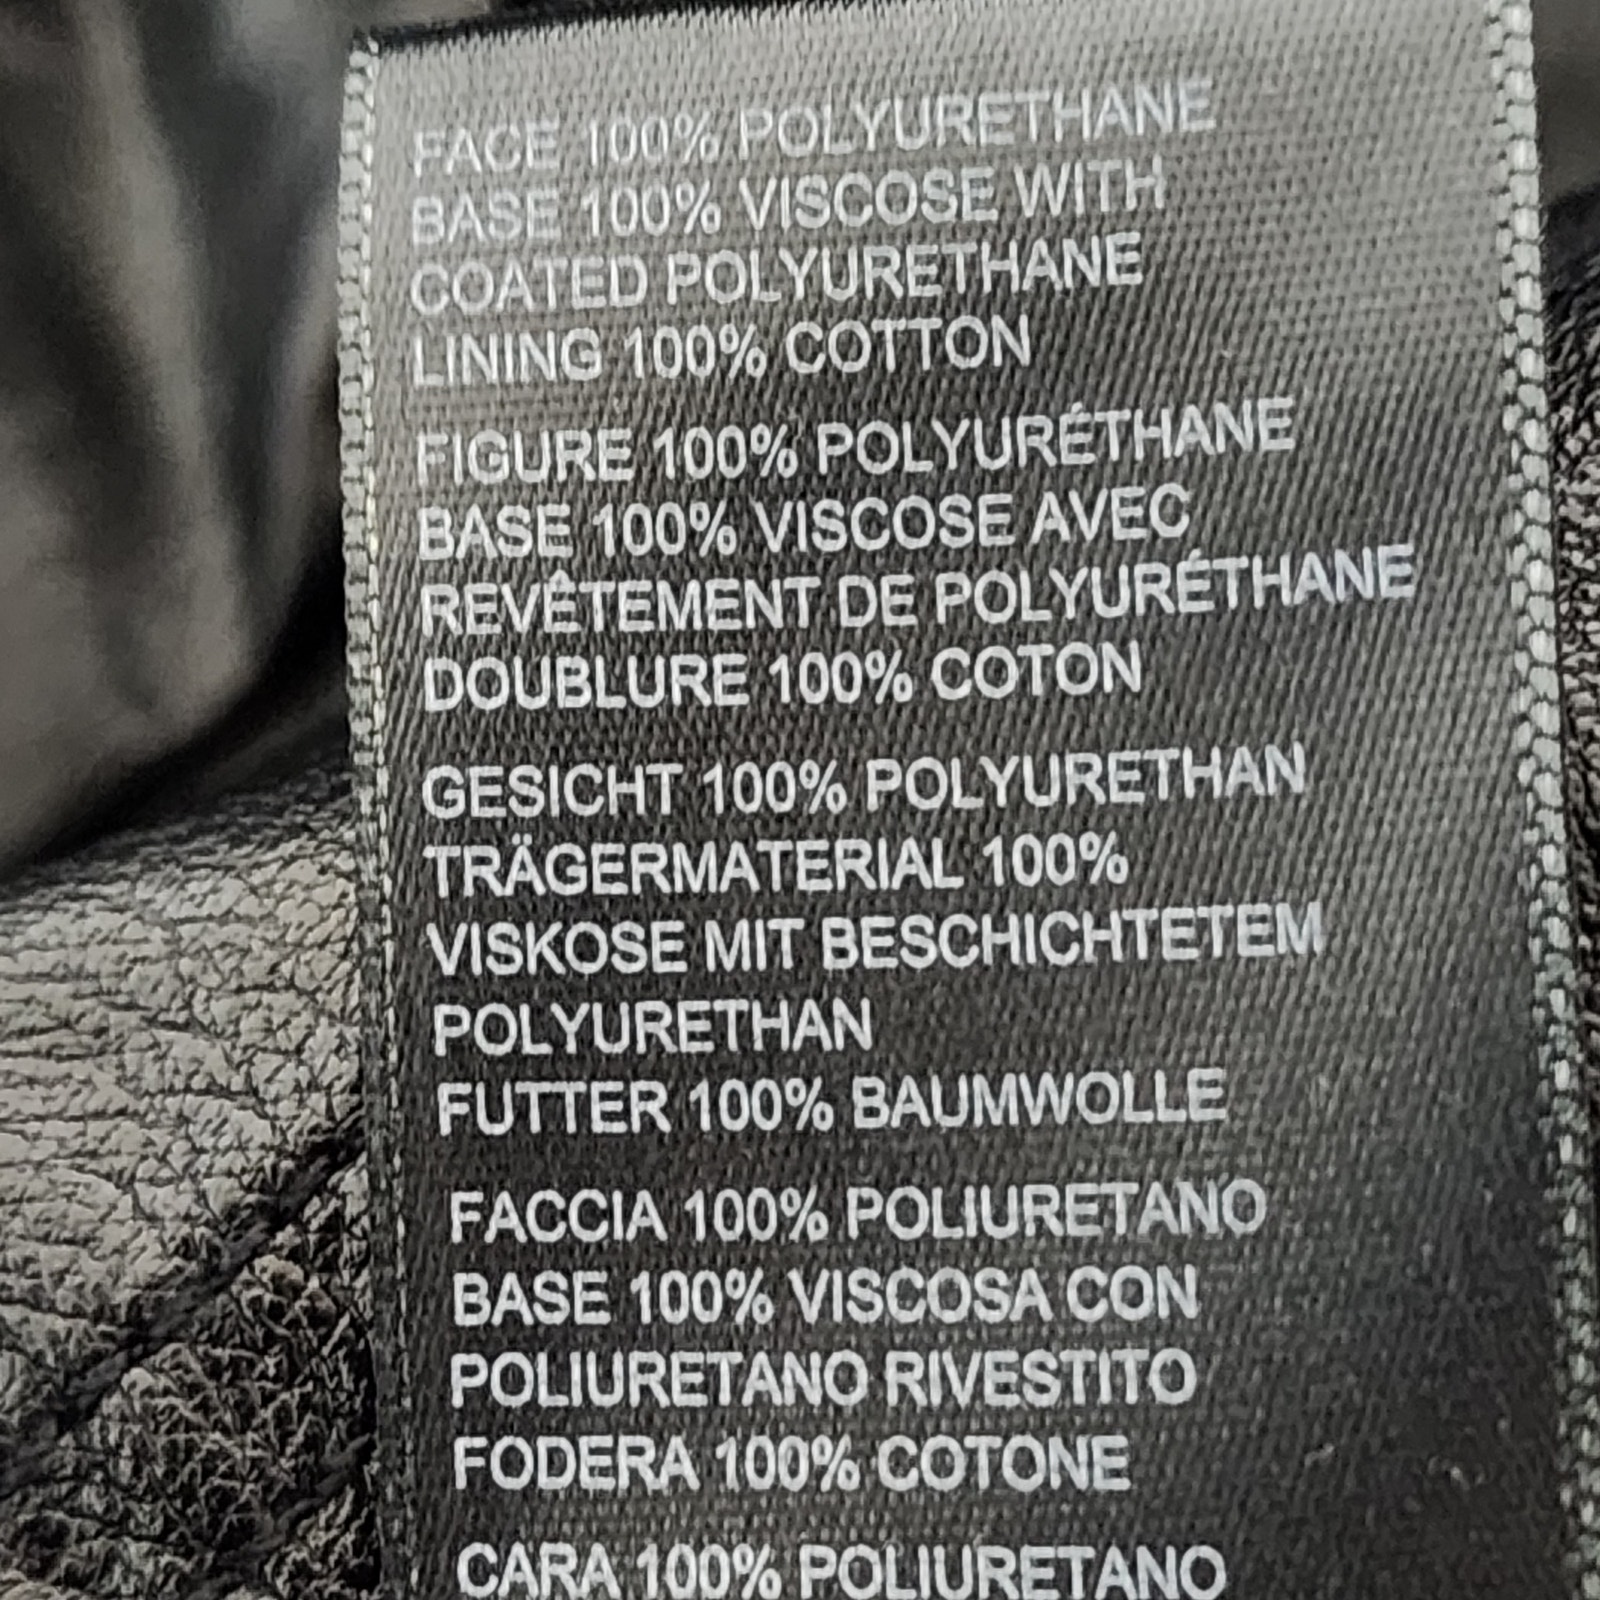 FACE 100% POLYURETHANE
BASE 100% VISCOSE WITH
COATED POLYURETHANE
LINING 100% COTTON
FIGURE 100% POLYURÉTHANE
BASE 100% VISCOSE AVEC
REVÊTEMENT DE POLYURÉTHANE
DOUBLURE 100% COTON
GESICHT 100% POLYURETHAN
TRÄGERMATERIAL 100%
VISKOSE MIT BESCHICHTETEM
POLYURETHAN
FUTTER 100% BAUMWOLLE
FACCIA 100% POLIURETANO
BASE 100% VISCOSA CON
POLIURETANO RIVESTITO
FODERA 100% COTONE
CARA 100% POLIURETANO